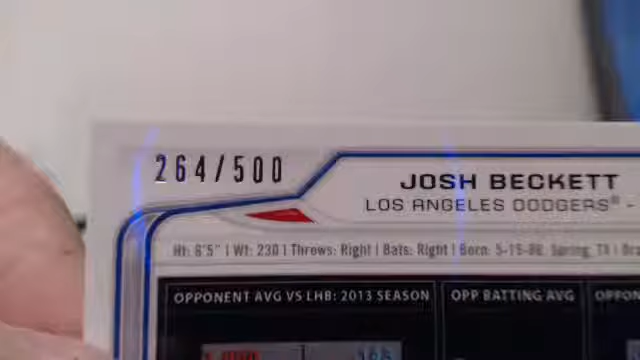 264/500
JOSH BECKETT
LOS ANGELES DODGERS® -
Ht: 6'5" | Wt: 230 | Throws: Right | Bats: Right | Born: 5-15-80, Spring, TX |
OPPONENT AVG VS LHB: 2013 SEASON
OPP BATTING AVG
OPPON